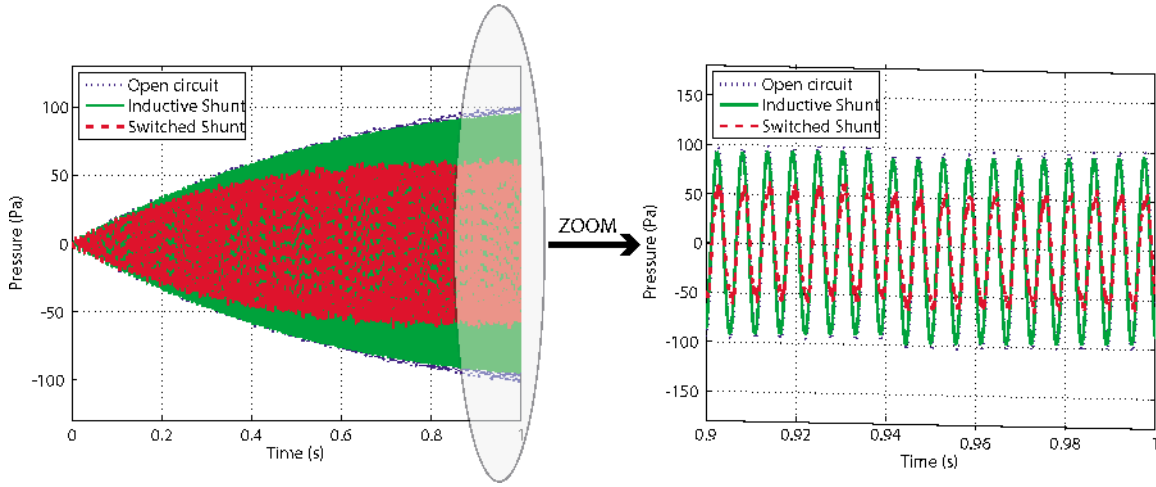 Open circuit
Inductive Shunt
Switched Shunt
100
50
0
-50
-100
Pressure (Pa)
0
0.2
0.4
0.6
0.8
1
Time (s)
ZOOM
Open circuit
Inductive Shunt
Switched Shunt
150
100
50
0
-50
-100
-150
Pressure (Pa)
0.9
0.92
0.94
0.96
0.98
1
Time (s)